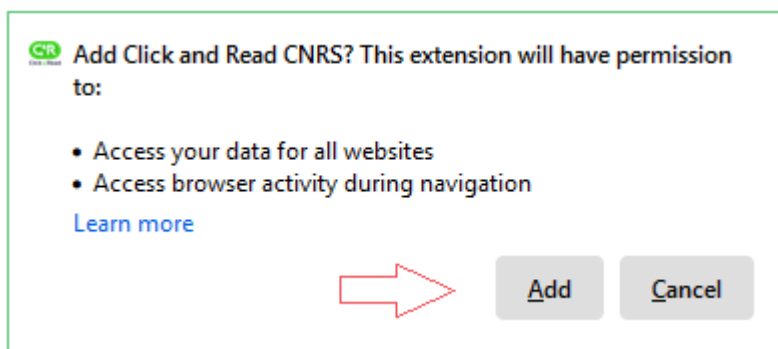 C'R
Add Click and Read CNRS? This extension will have permission
to:
• Access your data for all websites
• Access browser activity during navigation
Learn more
Add Cancel